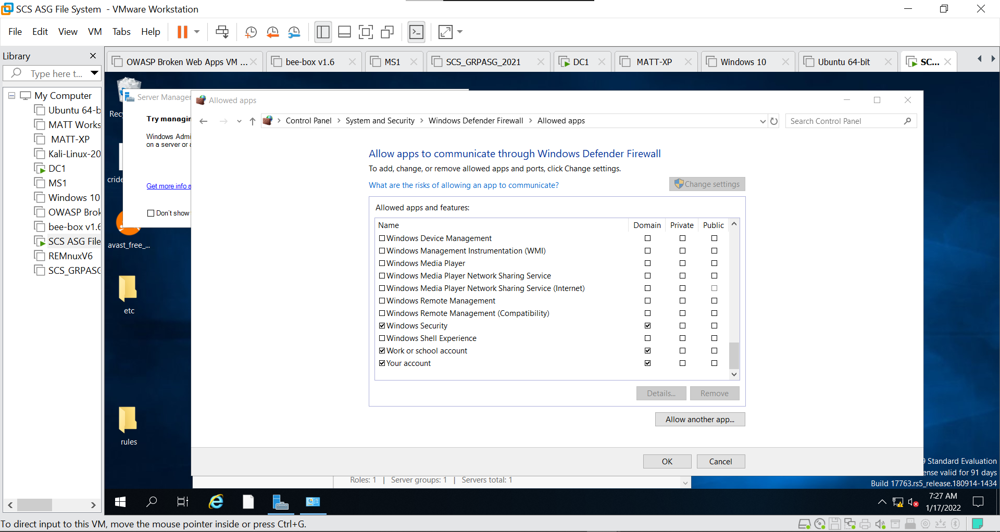 SCS ASG File System - VMware Workstation
File Edit View VM Tabs Help
Library
Type here t...
My Computer
Ubuntu 64-b
MATT Works
MATT-XP
Kali-Linux-20
DC1
MS1
Windows 10
OWASP Brok
bee-box v1.6
SCS ASG File
REMnuxV6
SCS_GRPASG
OWASP Broken Web Apps VM ...
bee-box v1.6
MS1
SCS_GRPASG_2021
DC1
MATT-XP
Windows 10
Ubuntu 64-bit
SC...
Recy
cride
avast_free_...
etc
rules
Server Manager
Try managin
Windows Admi
on a server or a
Get more info a
Don't show
Allowed apps
Control Panel > System and Security > Windows Defender Firewall > Allowed apps
Search Control Panel
Allow apps to communicate through Windows Defender Firewall
To add, change, or remove allowed apps and ports, click Change settings.
What are the risks of allowing an app to communicate?
Change settings
Allowed apps and features:
Name Domain Private Public
Windows Device Management
Windows Management Instrumentation (WMI)
Windows Media Player
Windows Media Player Network Sharing Service
Windows Media Player Network Sharing Service (Internet)
Windows Remote Management
Windows Remote Management (Compatibility)
Windows Security
Windows Shell Experience
Work or school account
Your account
Details... Remove
Allow another app...
OK Cancel
Roles: 1 | Server groups: 1 | Servers total: 1
9 Standard Evaluation
ense valid for 91 days
Build 17763.rs5_release.180914-1434
7:27 AM
1/17/2022
To direct input to this VM, move the mouse pointer inside or press Ctrl+G.